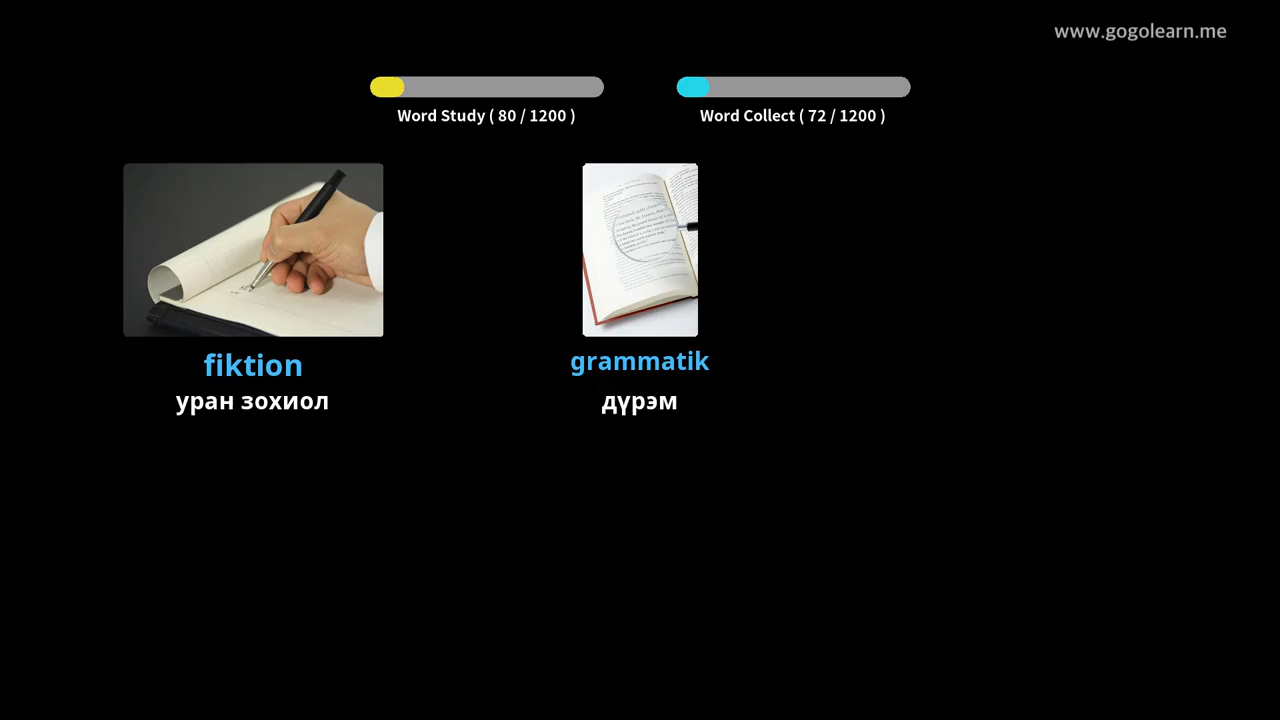 www.gogolearn.me
Word Study ( 80 / 1200 )
Word Collect ( 72 / 1200 )
fiktion
уран зохиол
grammatik
дүрэм